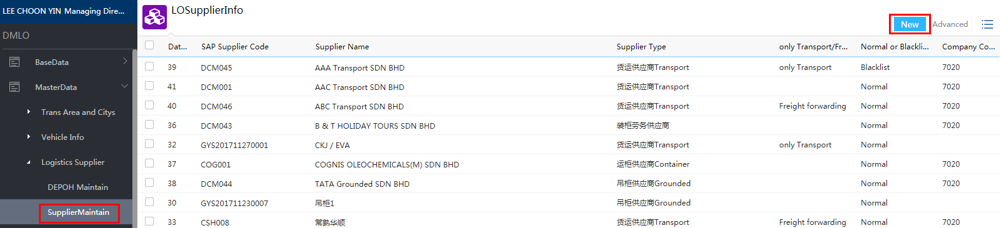 LEE CHOON YIN Managing Dire...
DMLO
BaseData
MasterData
Trans Area and Citys
Vehicle Info
Logistics Supplier
DEPOH Maintain
SupplierMaintain
LOSupplierInfo
New Advanced
Dat... SAP Supplier Code Supplier Name Supplier Type only Transport/Fr... Normal or Blackli... Company Co...
39 DCM045 AAA Transport SDN BHD 货运供应商Transport only Transport Blacklist 7020
41 DCM001 AAC Transport SDN BHD 货运供应商Transport Normal 7020
40 DCM046 ABC Transport SDN BHD 货运供应商Transport Freight forwarding Normal 7020
36 DCM043 B & T HOLIDAY TOURS SDN BHD 装柜劳务供应商 Normal 7020
32 GYS201711270001 CKJ / EVA 货运供应商Transport only Transport Normal
37 COG001 COGNIS OLEOCHEMICALS(M) SDN BHD 运柜供应商Container Normal 7020
38 DCM044 TATA Grounded SDN BHD 吊柜供应商Grounded Normal 7020
30 GYS201711230007 吊柜1 吊柜供应商Grounded Normal
33 CSH008 常熟华顺 货运供应商Transport Freight forwarding Normal 7020